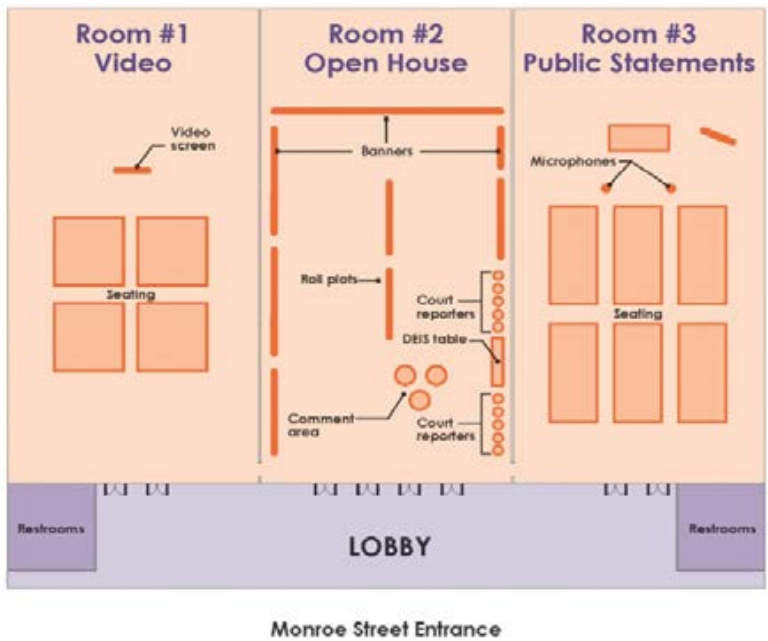 Room #1
Video
Room #2
Open House
Room #3
Public Statements
Video
screen
Banners
Microphones
Seating
Roll plots
Court
reporters
DEIS table
Comment
area
Court
reporters
Seating
Restrooms
LOBBY
Restrooms
Monroe Street Entrance